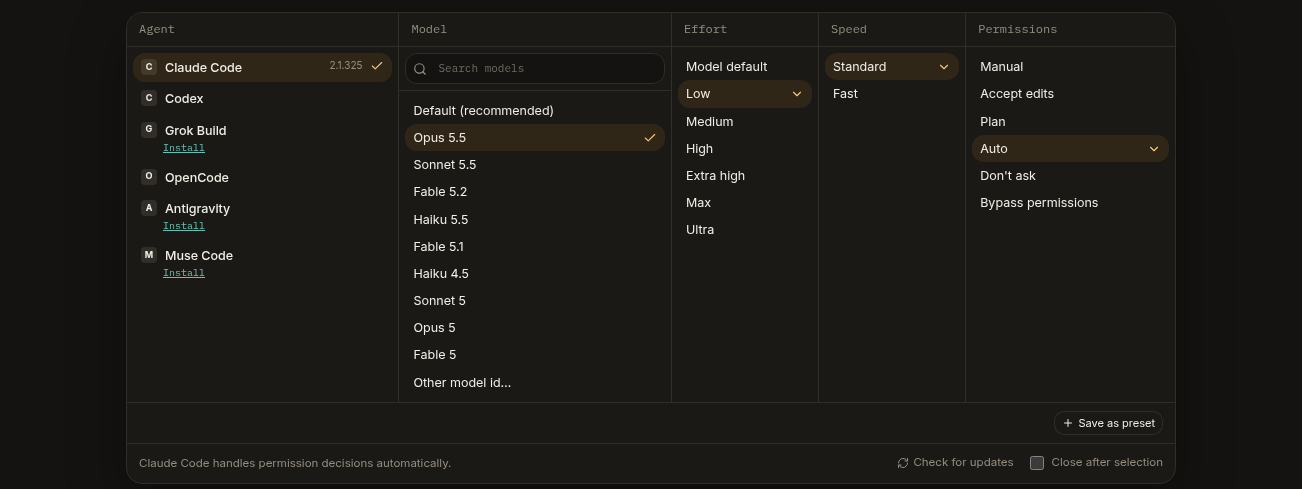 Agent
C Claude Code 2.1.325
C Codex
G Grok Build
Install
O OpenCode
A Antigravity
Install
M Muse Code
Install
Model
Search models
Default (recommended)
Opus 5.5
Sonnet 5.5
Fable 5.2
Haiku 5.5
Fable 5.1
Haiku 4.5
Sonnet 5
Opus 5
Fable 5
Other model id...
Effort
Model default
Low
Medium
High
Extra high
Max
Ultra
Speed
Standard
Fast
Permissions
Manual
Accept edits
Plan
Auto
Don't ask
Bypass permissions
+ Save as preset
Claude Code handles permission decisions automatically.
Check for updates
Close after selection